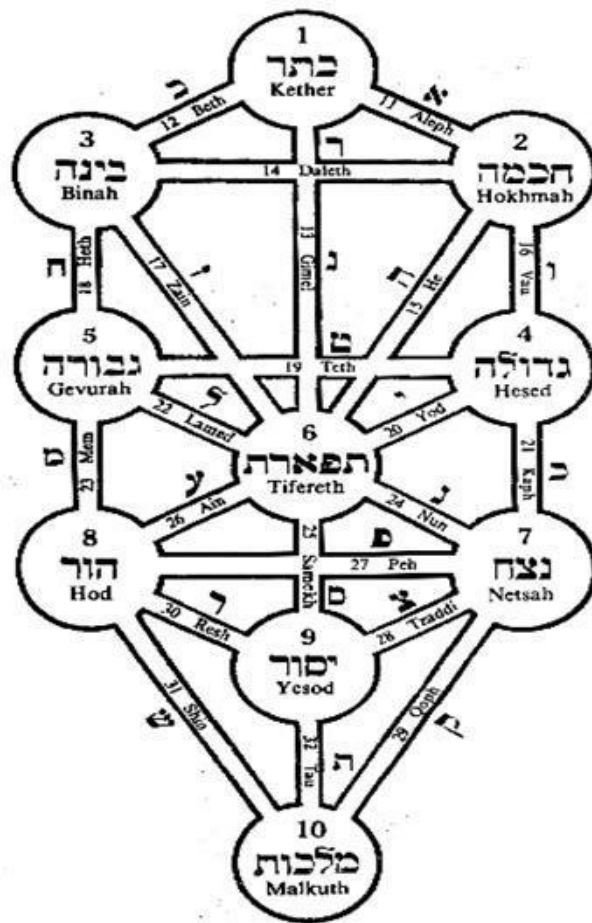 1
כתר
Kether
12 Beth
11 Aleph
א
3
בינה
Binah
2
חכמה
Hokhmah
14 Daleth
ר
13 Gimel
נ
17 Zain
15 He
18 Heth
ח
16 Vau
ו
5
גבורה
Gevurah
4
גדולה
Hesed
19 Teth
ט
22 Lamed
ל
20 Yod
י
6
תפארת
Tifereth
23 Mem
21 Kaph
כ
26 Ain
ע
24 Nun
נ
8
הוד
Hod
7
נצח
Netsah
25 Samekh
ס
27 Peh
פ
30 Resh
ר
28 Tzaddi
צ
9
יסוד
Yesod
31 Shin
ש
29 Qoph
32 Tau
ת
10
מלכות
Malkuth